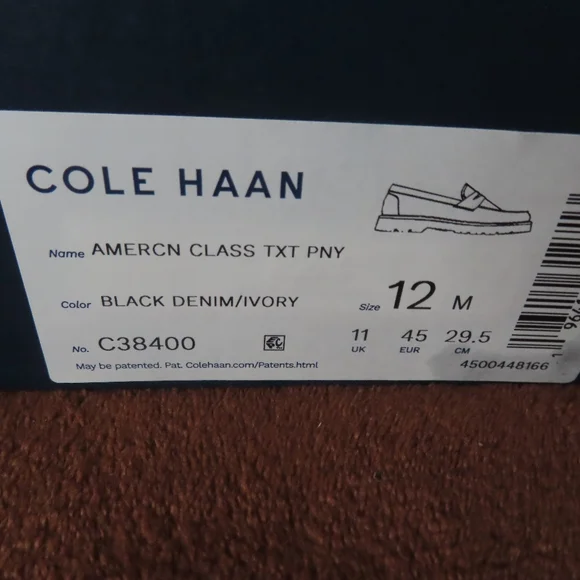 COLE HAAN
Name AMERCN CLASS TXT PNY
Color BLACK DENIM/IVORY
Size 12 M
No. C38400
11 45 29.5
UK EUR CM
May be patented. Pat. Colehaan.com/Patents.html
4500448166